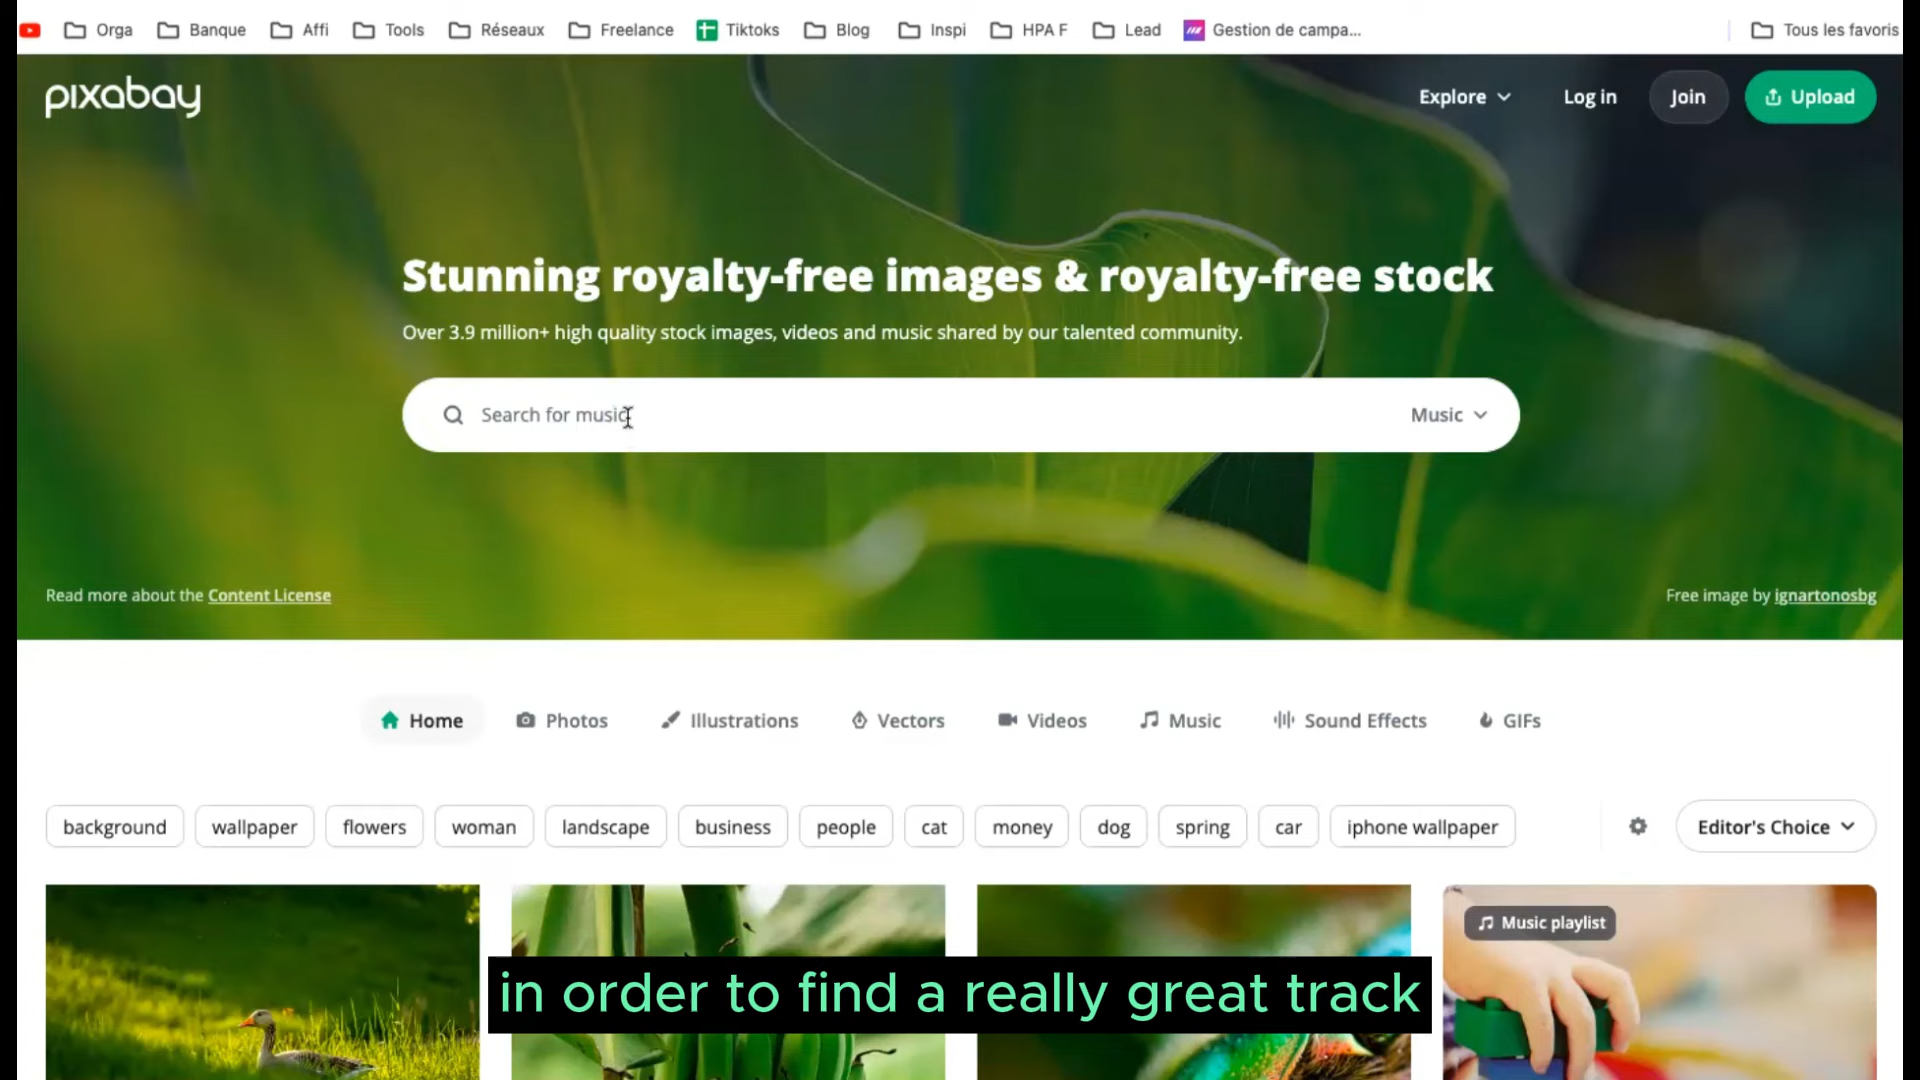 Orga Banque Affi Tools Réseaux Freelance Tiktoks Blog Inspi HPA F Lead Gestion de campa... Tous les favoris
pixabay Explore Log in Join Upload
Stunning royalty-free images & royalty-free stock
Over 3.9 million+ high quality stock images, videos and music shared by our talented community.
Search for music Music
Read more about the Content License Free image by ignartonosbg
Home Photos Illustrations Vectors Videos Music Sound Effects GIFs
background wallpaper flowers woman landscape business people cat money dog spring car iphone wallpaper Editor's Choice
Music playlist
in order to find a really great track